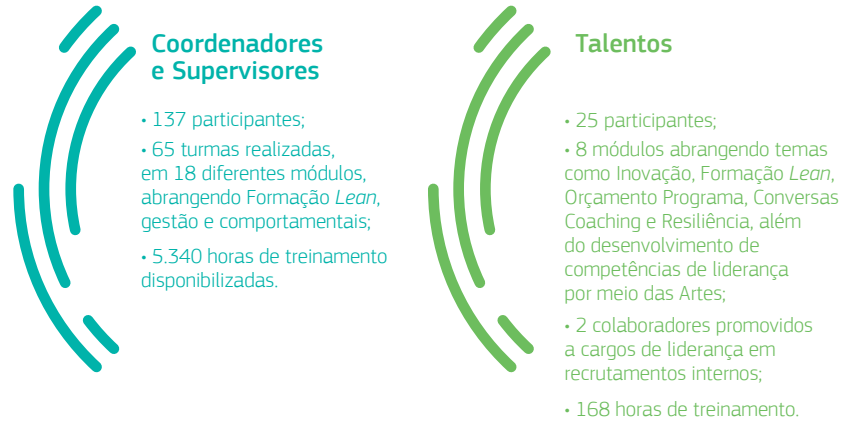 Coordenadores
e Supervisores
• 137 participantes;
• 65 turmas realizadas,
em 18 diferentes módulos,
abrangendo Formação Lean,
gestão e comportamentais;
• 5.340 horas de treinamento
disponibilizadas.
Talentos
• 25 participantes;
• 8 módulos abrangendo temas
como Inovação, Formação Lean,
Orçamento Programa, Conversas
Coaching e Resiliência, além
do desenvolvimento de
competências de liderança
por meio das Artes;
• 2 colaboradores promovidos
a cargos de liderança em
recrutamentos internos;
• 168 horas de treinamento.